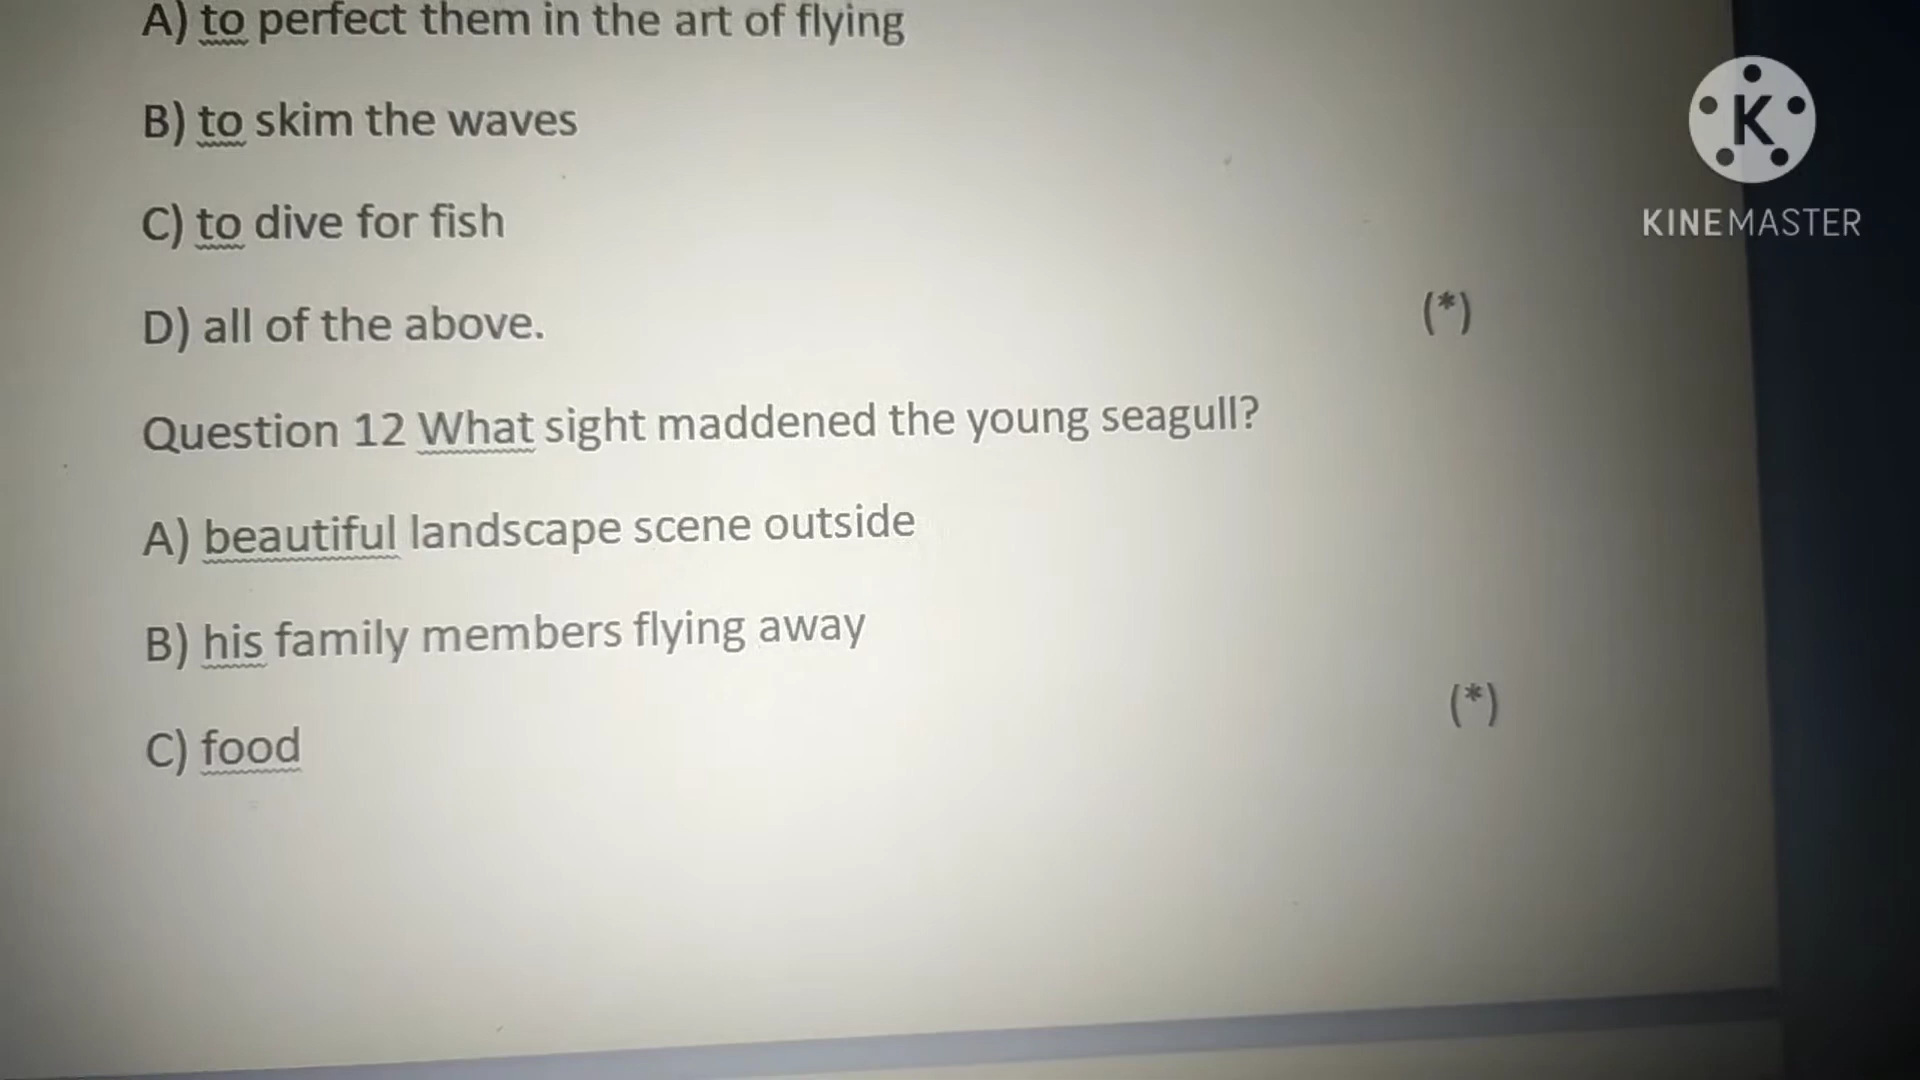 A) to perfect them in the art of flying
B) to skim the waves
C) to dive for fish
D) all of the above. (*)
Question 12 What sight maddened the young seagull?
A) beautiful landscape scene outside
B) his family members flying away
C) food (*)
K
KINEMASTER